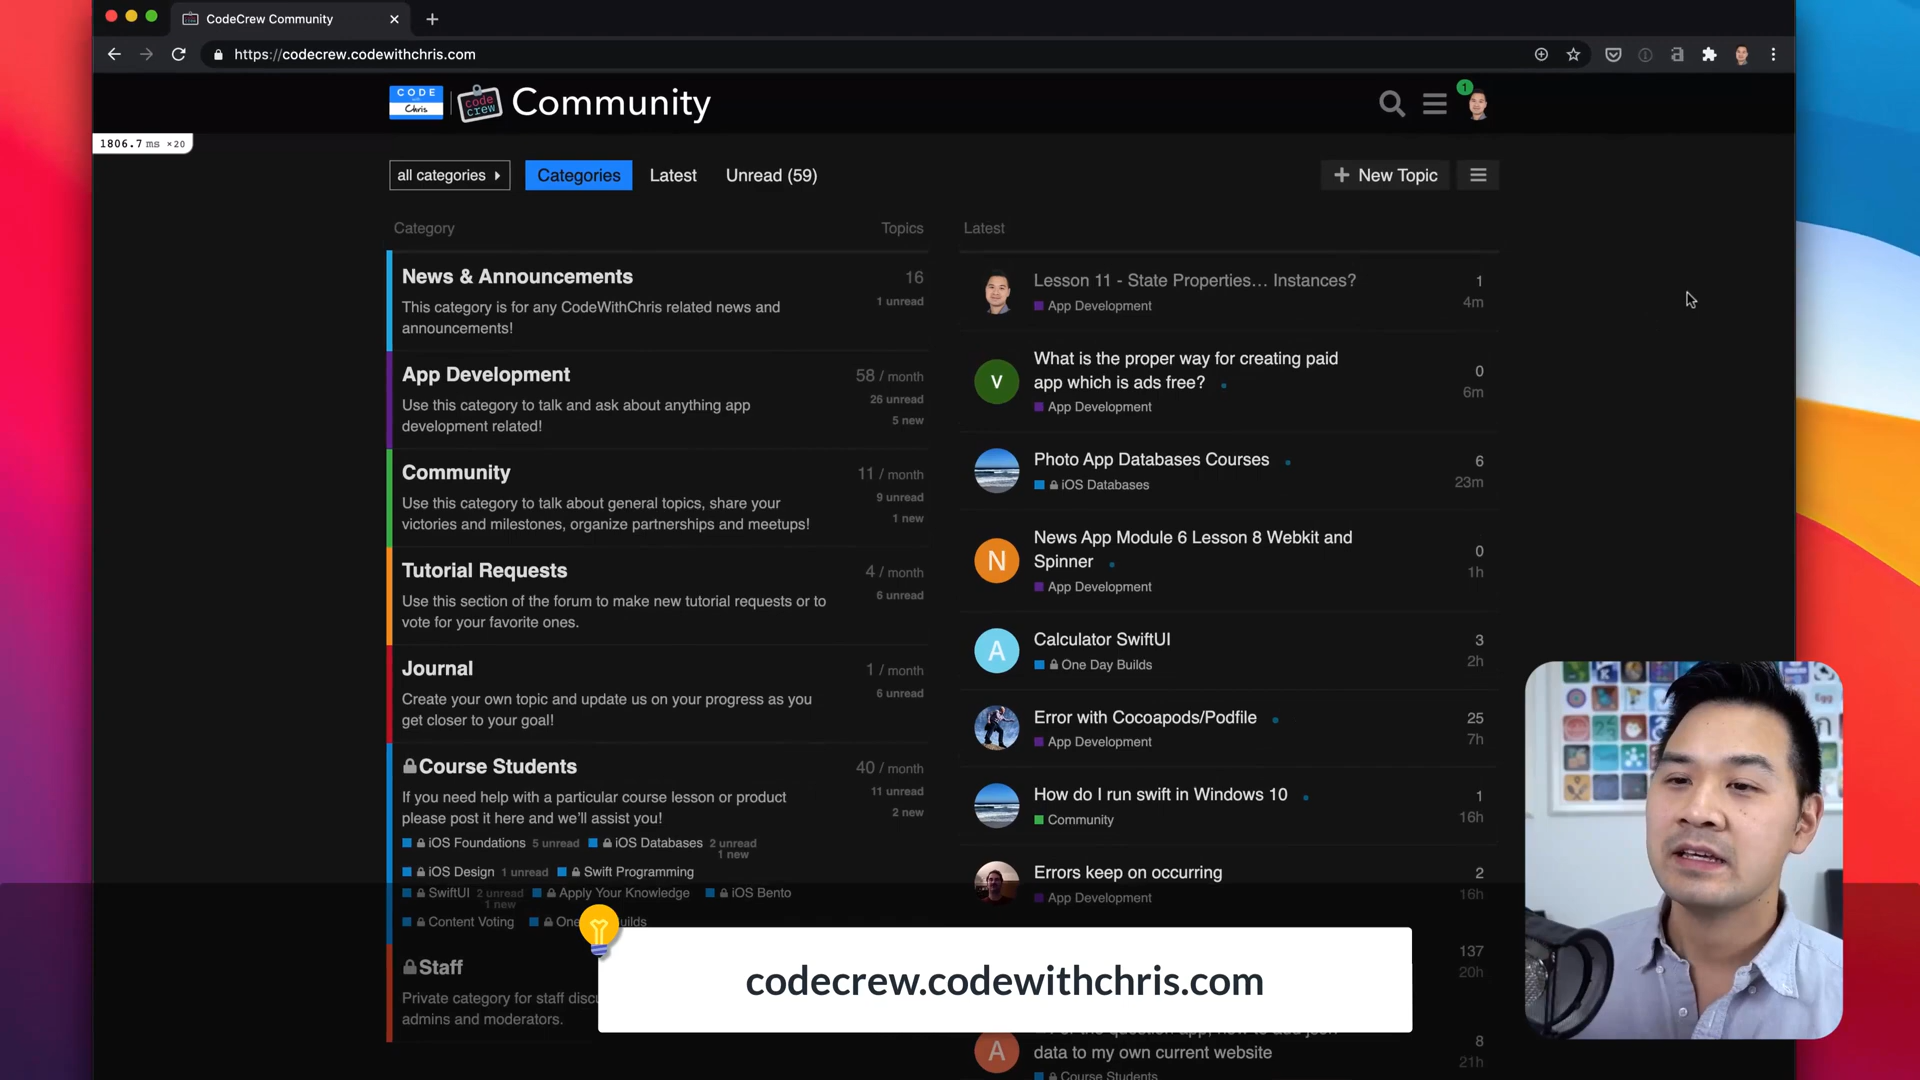 CodeCrew Community
https://codecrew.codewithchris.com
CODE
with
Chris
code
crew
Community
1
1806.7 ms ×20
all categories
Categories
Latest
Unread (59)
+ New Topic
Category
Topics
Latest
News & Announcements
16
This category is for any CodeWithChris related news and
1 unread
announcements!
App Development
58 / month
Use this category to talk and ask about anything app
26 unread
development related!
5 new
Community
11 / month
Use this category to talk about general topics, share your
9 unread
victories and milestones, organize partnerships and meetups!
1 new
Tutorial Requests
4 / month
Use this section of the forum to make new tutorial requests or to
6 unread
vote for your favorite ones.
Journal
1 / month
Create your own topic and update us on your progress as you
6 unread
get closer to your goal!
Course Students
40 / month
If you need help with a particular course lesson or product
11 unread
please post it here and we'll assist you!
2 new
iOS Foundations 5 unread iOS Databases 2 unread
1 new
iOS Design 1 unread Swift Programming
SwiftUI 2 unread Apply Your Knowledge iOS Bento
1 new
Content Voting
Staff
Private category for staff
admins and moderators.
Lesson 11 - State Properties… Instances?
1
App Development
4m
V
What is the proper way for creating paid
app which is ads free?
0
App Development
6m
Photo App Databases Courses
6
iOS Databases
23m
N
News App Module 6 Lesson 8 Webkit and
Spinner
0
App Development
1h
A
Calculator SwiftUI
3
One Day Builds
2h
Error with Cocoapods/Podfile
25
App Development
7h
How do I run swift in Windows 10
1
Community
16h
Errors keep on occurring
2
App Development
16h
137
20h
A
data to my own current website
8
21h
Course Students
codecrew.codewithchris.com